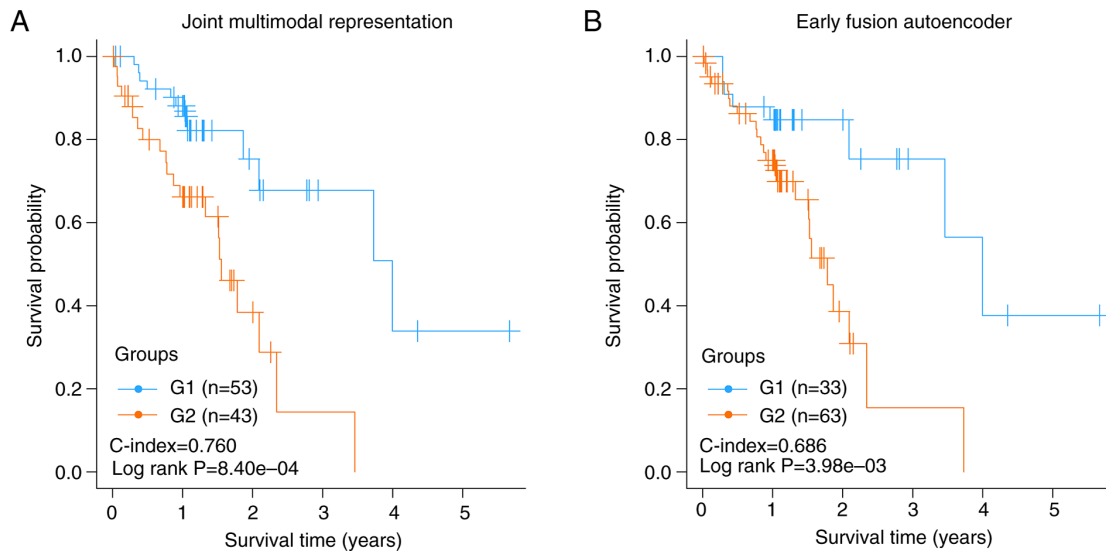 A
Joint multimodal representation
1.0
0.8
0.6
0.4
0.2
0.0
Survival probability
Groups
G1 (n=53)
G2 (n=43)
C-index=0.760
Log rank P=8.40e–04
0 1 2 3 4 5
Survival time (years)
B
Early fusion autoencoder
1.0
0.8
0.6
0.4
0.2
0.0
Survival probability
Groups
G1 (n=33)
G2 (n=63)
C-index=0.686
Log rank P=3.98e–03
0 1 2 3 4 5
Survival time (years)